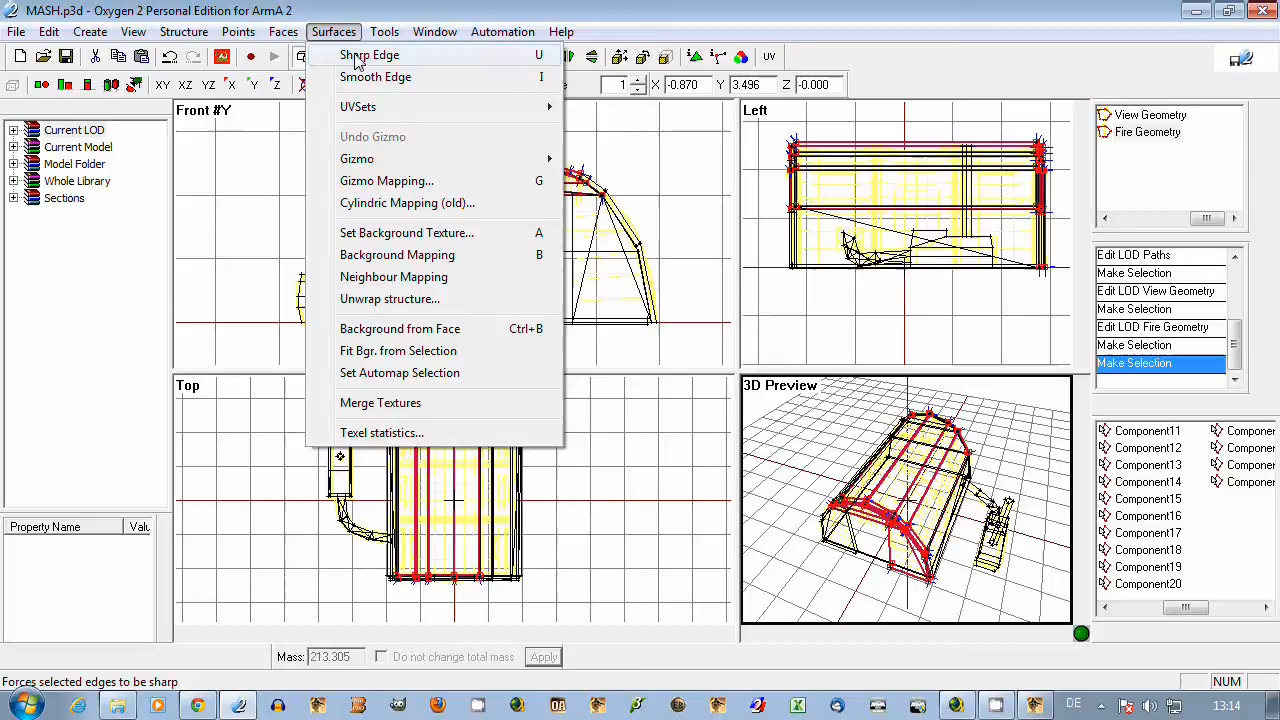 MASH.p3d - Oxygen 2 Personal Edition for ArmA 2
File Edit Create View Structure Points Faces Surfaces Tools Window Automation Help
UV
XY XZ YZ X Y Z
1 X -0.870 Y 3.496 Z -0.000
Sharp Edge U
Smooth Edge I
UVSets
Undo Gizmo
Gizmo
Gizmo Mapping... G
Cylindric Mapping (old)...
Set Background Texture... A
Background Mapping B
Neighbour Mapping
Unwrap structure...
Background from Face Ctrl+B
Fit Bgr. from Selection
Set Automap Selection
Merge Textures
Texel statistics...
Current LOD
Current Model
Model Folder
Whole Library
Sections
Property Name Valu
Front #Y
Left
Top
3D Preview
View Geometry
Fire Geometry
Edit LOD Paths
Make Selection
Edit LOD View Geometry
Make Selection
Edit LOD Fire Geometry
Make Selection
Make Selection
Component11 Componer
Component12 Componer
Component13 Componer
Component14 Componer
Component15
Component16
Component17
Component18
Component19
Component20
Mass: 213.305 Do not change total mass Apply
Forces selected edges to be sharp
NUM
DE
13:14